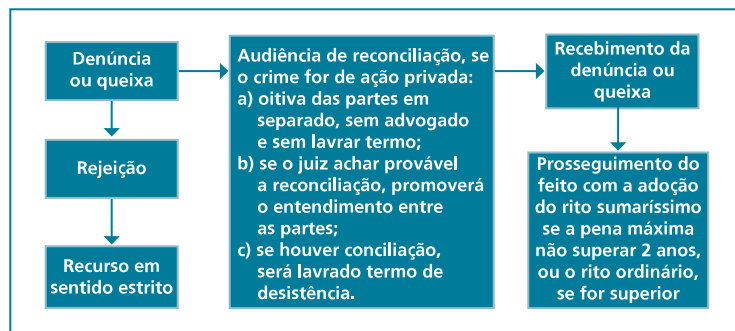 Denúncia
ou queixa
Rejeição
Recurso em
sentido estrito
Audiência de reconciliação, se
o crime for de ação privada:
a) oitiva das partes em
separado, sem advogado
e sem lavrar termo;
b) se o juiz achar provável
a reconciliação, promoverá
o entendimento entre
as partes;
c) se houver conciliação,
será lavrado termo de
desistência.
Recebimento da
denúncia ou
queixa
Prosseguimento do
feito com a adoção
do rito sumaríssimo
se a pena máxima
não superar 2 anos,
ou o rito ordinário,
se for superior